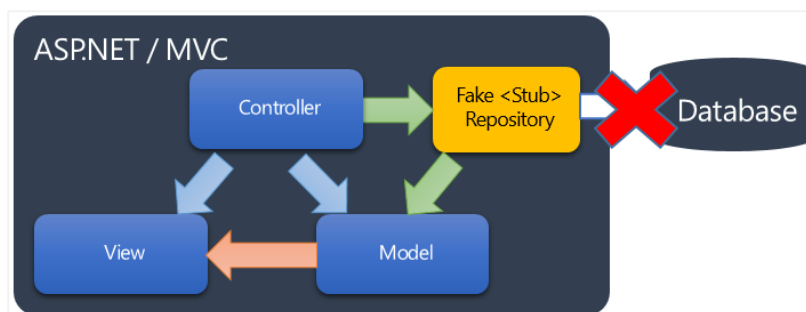 ASP.NET / MVC
Controller
Fake <Stub>
Repository
Database
View
Model